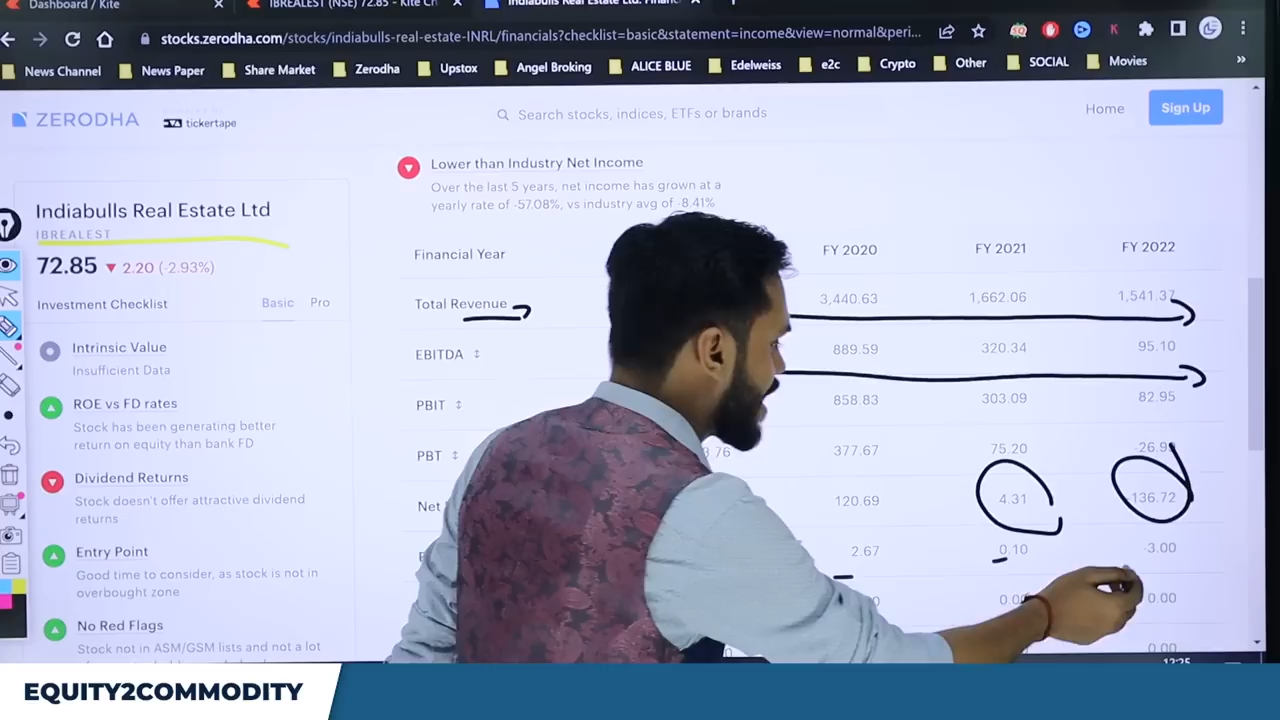 Dashboard / Kite
IBREALEST (NSE) 72.85 - Kite Ch
Indiabulls Real Estate Ltd. Financ
stocks.zerodha.com/stocks/indiabulls-real-estate-INRL/financials?checklist=basic&statement=income&view=normal&peri...
News Channel News Paper Share Market Zerodha Upstox Angel Broking ALICE BLUE Edelweiss e2c Crypto Other SOCIAL Movies »
ZERODHA tickertape Search stocks, indices, ETFs or brands Home Sign Up
Lower than Industry Net Income
Over the last 5 years, net income has grown at a
yearly rate of -57.08%, vs industry avg of -8.41%
Indiabulls Real Estate Ltd
IBREALEST
72.85 2.20 (-2.93%)
Investment Checklist Basic Pro
Intrinsic Value
Insufficient Data
ROE vs FD rates
Stock has been generating better
return on equity than bank FD
Dividend Returns
Stock doesn't offer attractive dividend
returns
Entry Point
Good time to consider, as stock is not in
overbought zone
No Red Flags
Stock not in ASM/GSM lists and not a lot
Financial Year FY 2020 FY 2021 FY 2022
Total Revenue 3,440.63 1,662.06 1,541.37
EBITDA 889.59 320.34 95.10
PBIT 858.83 303.09 82.95
PBT 377.67 75.20
Net 120.69 4.31 -136.72
2.67 0.10 -3.00
0.00
0.00
12:25
EQUITY2COMMODITY